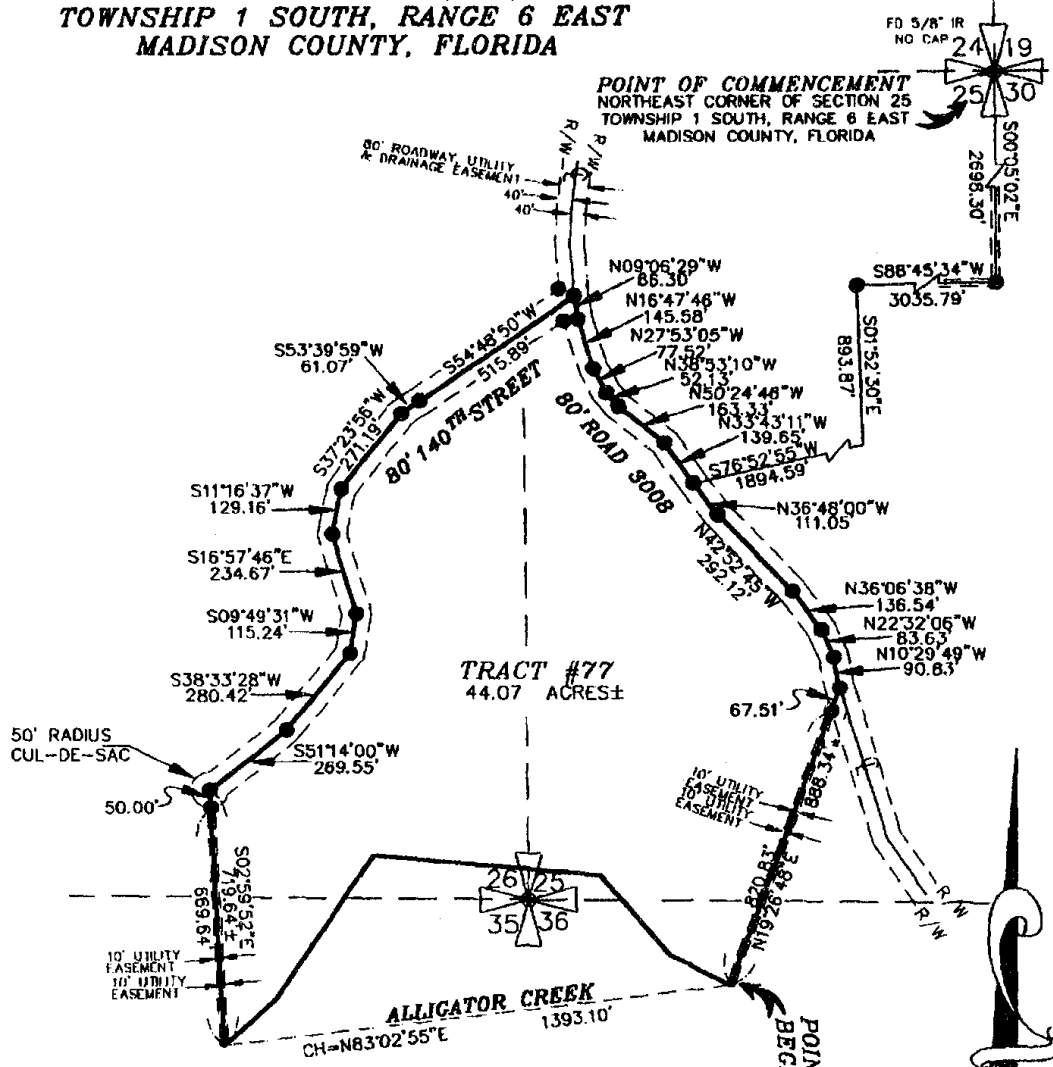 TOWNSHIP 1 SOUTH, RANGE 6 EAST
MADISON COUNTY, FLORIDA
FD 5/8" IR
NO CAP
24 19
25 30
POINT OF COMMENCEMENT
NORTHEAST CORNER OF SECTION 25
TOWNSHIP 1 SOUTH, RANGE 6 EAST
MADISON COUNTY, FLORIDA
S00°05'02"E
2698.30'
R/W
R/W
80' ROADWAY, UTILITY
& DRAINAGE EASEMENT
40'
40'
S88°45'34"W
3035.79'
S01°52'30"E
893.87'
N09°06'29"W
86.30'
N16°47'46"W
145.58'
N27°53'05"W
77.52'
N38°53'10"W
52.13'
N50°24'46"W
163.33'
N33°43'11"W
139.65'
S76°52'55"W
1894.59'
N36°48'00"W
111.05'
N42°52'45"W
292.12'
N36°06'38"W
136.54'
N22°32'06"W
83.63'
N10°29'49"W
90.83'
67.51'
S54°48'50"W
515.89'
S53°39'59"W
61.07'
S37°23'56"W
271.19'
80' 140TH STREET
80' ROAD 3008
S11°16'37"W
129.16'
S16°57'46"E
234.67'
S09°49'31"W
115.24'
S38°33'28"W
280.42'
TRACT #77
44.07 ACRES±
50' RADIUS
CUL-DE-SAC
S51°14'00"W
269.55'
50.00'
10' UTILITY
EASEMENT
10' UTILITY
EASEMENT
888.34'±
820.83'
N19°26'48"E
R/W
R/W
S02°59'52"E
719.64'±
669.64'
26 25
35 36
10' UTILITY
EASEMENT
10' UTILITY
EASEMENT
ALLIGATOR CREEK
CH=N83°02'55"E 1393.10'
POIN
BEG